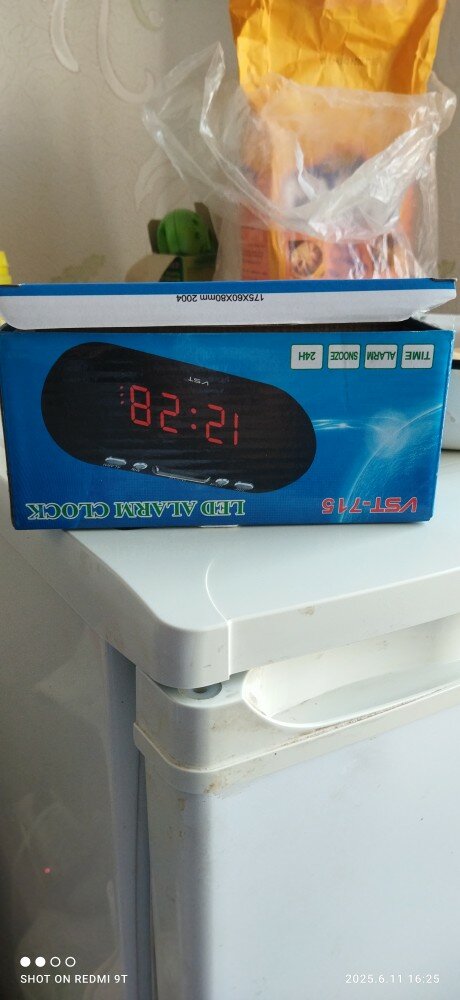 175X60X80mm 2004
TIME
ALARM
SNOOZE
24H
VST
12:28
VST-715
LED ALARM CLOCK
SHOT ON REDMI 9T
2025.6.11 16:25